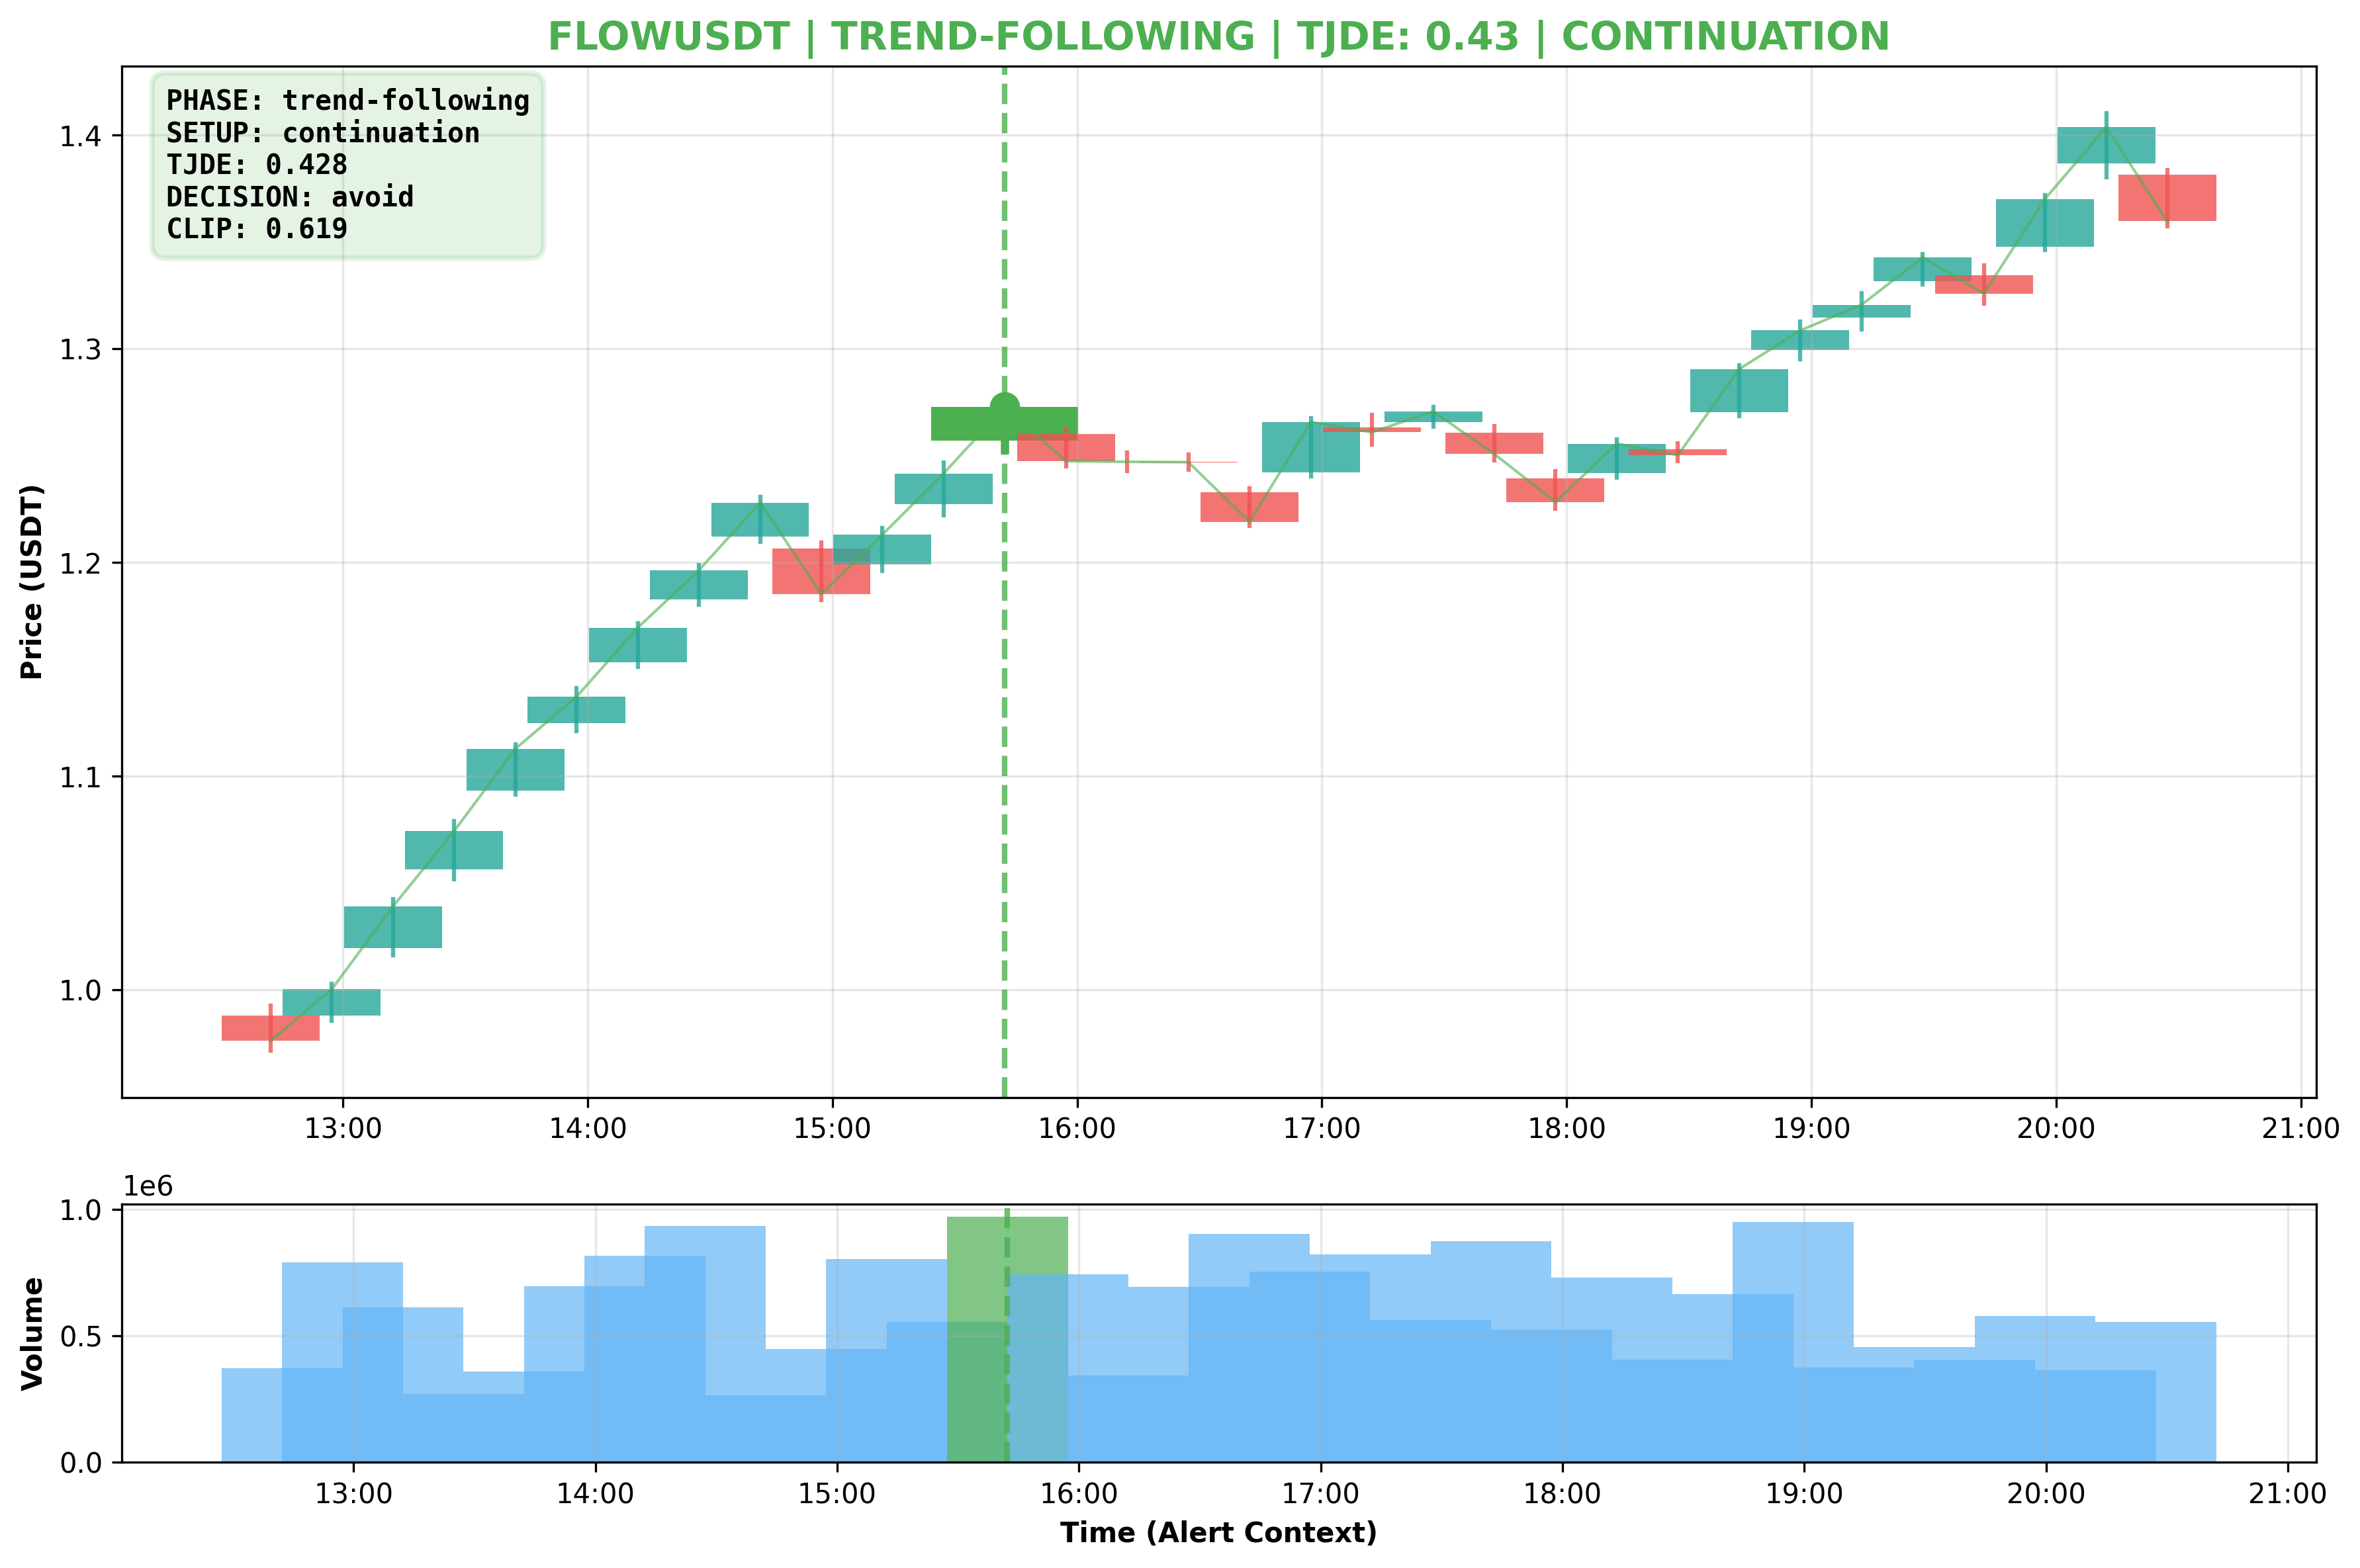 FLOWUSDT | TREND-FOLLOWING | TJDE: 0.43 | CONTINUATION
PHASE: trend-following
SETUP: continuation
TJDE: 0.428
DECISION: avoid
CLIP: 0.619
Price (USDT)
1.4
1.3
1.2
1.1
1.0
13:00 14:00 15:00 16:00 17:00 18:00 19:00 20:00 21:00
1e6
Volume
1.0
0.5
0.0
13:00 14:00 15:00 16:00 17:00 18:00 19:00 20:00 21:00
Time (Alert Context)